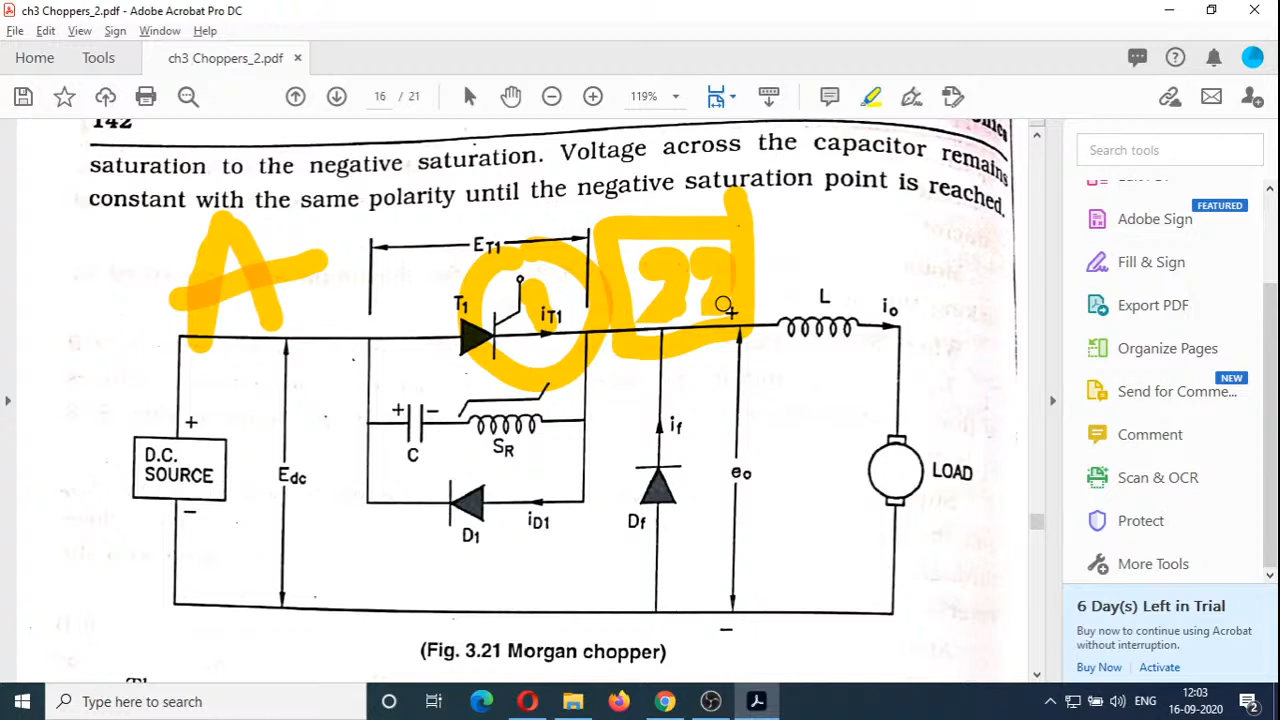 ch3 Choppers_2.pdf - Adobe Acrobat Pro DC
File Edit View Sign Window Help
Home Tools ch3 Choppers_2.pdf ×
16 / 21 119%
142
saturation to the negative saturation. Voltage across the capacitor remains
constant with the same polarity until the negative saturation point is reached.
A
ET1
1
22
T1
iT1
+
L
io
+
D.C.
SOURCE
−
Edc
+ −
C
SR
D1
iD1
if
Df
eo
LOAD
−
(Fig. 3.21 Morgan chopper)
Search tools
Adobe Sign
FEATURED
Fill & Sign
Export PDF
Organize Pages
NEW
Send for Comme...
Comment
Scan & OCR
Protect
More Tools
6 Day(s) Left in Trial
Buy now to continue using Acrobat
without interruption.
Buy Now Activate
Type here to search
ENG
12:03
16-09-2020
2